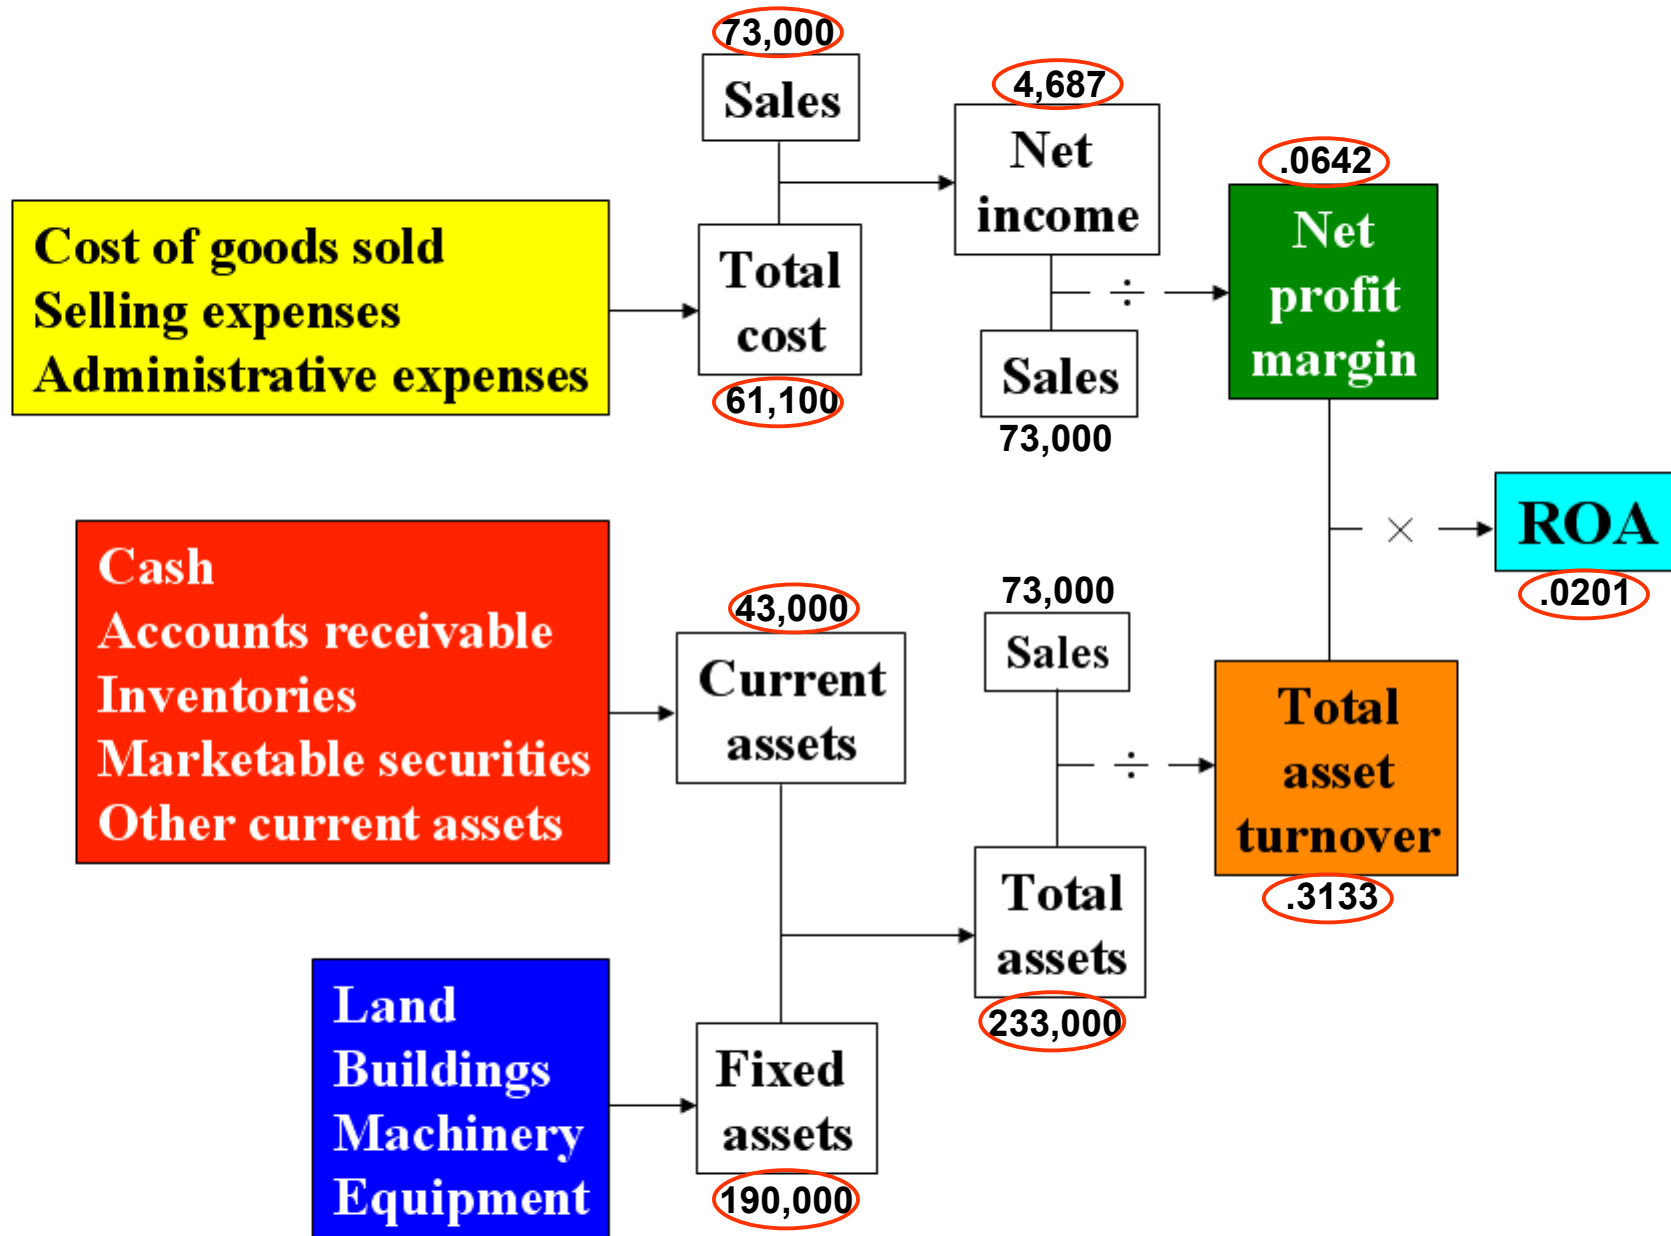 73,000
Sales
4,687
Net
income
.0642
Net
profit
margin
Cost of goods sold
Selling expenses
Administrative expenses
Total
cost
61,100
÷
Sales
73,000
×
ROA
.0201
Cash
Accounts receivable
Inventories
Marketable securities
Other current assets
43,000
Current
assets
73,000
Sales
÷
Total
asset
turnover
.3133
Total
assets
233,000
Land
Buildings
Machinery
Equipment
Fixed
assets
190,000